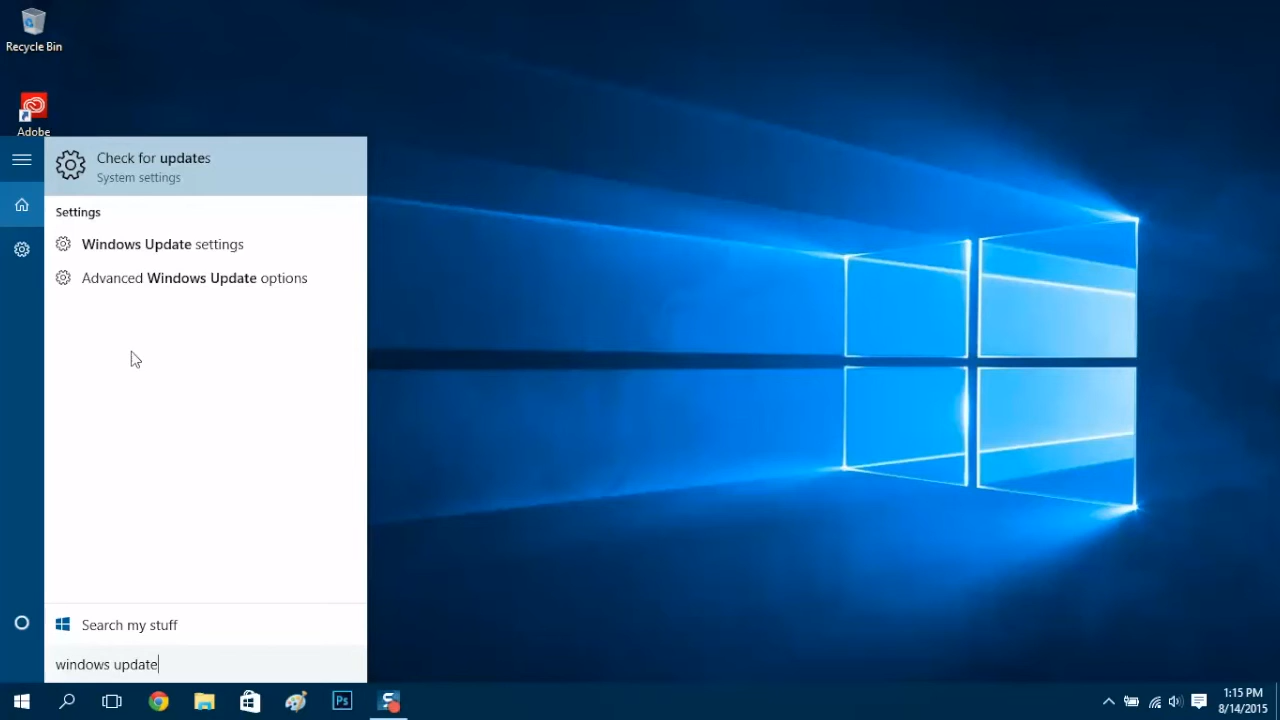 Recycle Bin
Adobe
Check for updates
System settings
Settings
Windows Update settings
Advanced Windows Update options
Search my stuff
windows update
Ps
1:15 PM
8/14/2015